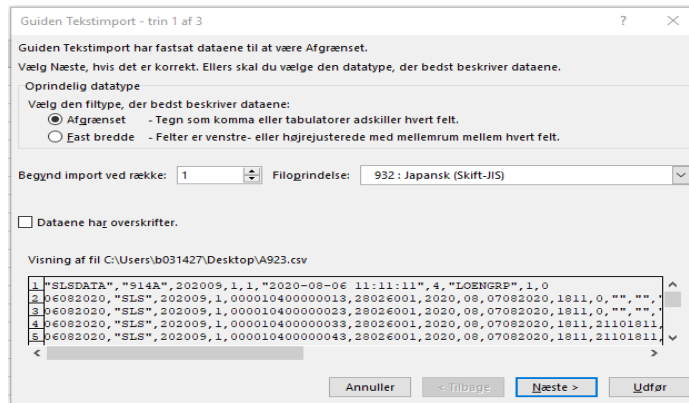 Guiden Tekstimport - trin 1 af 3
Guiden Tekstimport har fastsat dataene til at være Afgrænset.
Vælg Næste, hvis det er korrekt. Ellers skal du vælge den datatype, der bedst beskriver dataene.
Oprindelig datatype
Vælg den filtype, der bedst beskriver dataene:
Afgrænset - Tegn som komma eller tabulatorer adskiller hvert felt.
Fast bredde - Felter er venstre- eller højrejusterede med mellemrum mellem hvert felt.
Begynd import ved række: 1 Filoprindelse: 932 : Japansk (Skift-JIS)
Dataene har overskrifter.
Visning af fil C:\Users\b031427\Desktop\A923.csv
1 "SLSDATA","914A",202009,1,1,"2020-08-06 11:11:11",4,"LOENGRP",1,0
2 06082020,"SLS",202009,1,000010400000013,28026001,2020,08,07082020,1811,0,"","","
3 06082020,"SLS",202009,1,000010400000023,28026001,2020,08,07082020,1811,0,"","","
4 06082020,"SLS",202009,1,000010400000033,28026001,2020,08,07082020,1811,21101811,
5 06082020,"SLS",202009,1,000010400000043,28026001,2020,08,07082020,1811,21101811,
Annuller < Tilbage Næste > Udfør